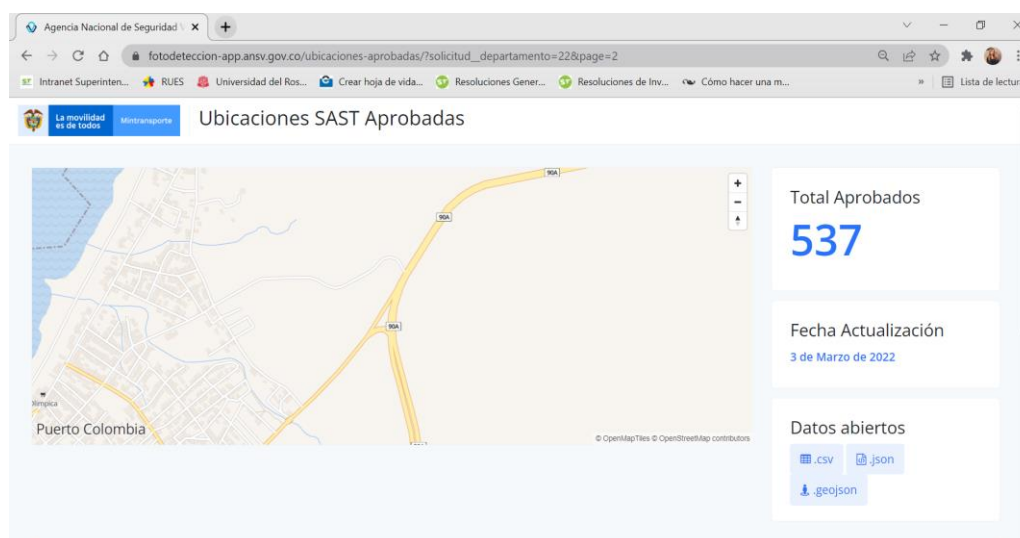 Agencia Nacional de Seguridad V
fotodeteccion-app.ansv.gov.co/ubicaciones-aprobadas/?solicitud__departamento=22&page=2
Intranet Superinten...
RUES
Universidad del Ros...
Crear hoja de vida...
Resoluciones Gener...
Resoluciones de Inv...
Cómo hacer una m...
»
Lista de lectur
La movilidad
es de todos
Mintransporte
Ubicaciones SAST Aprobadas
90A
90A
90A
Puerto Colombia
© OpenMapTiles © OpenStreetMap contributors
Total Aprobados
537
Fecha Actualización
3 de Marzo de 2022
Datos abiertos
.csv
.json
.geojson